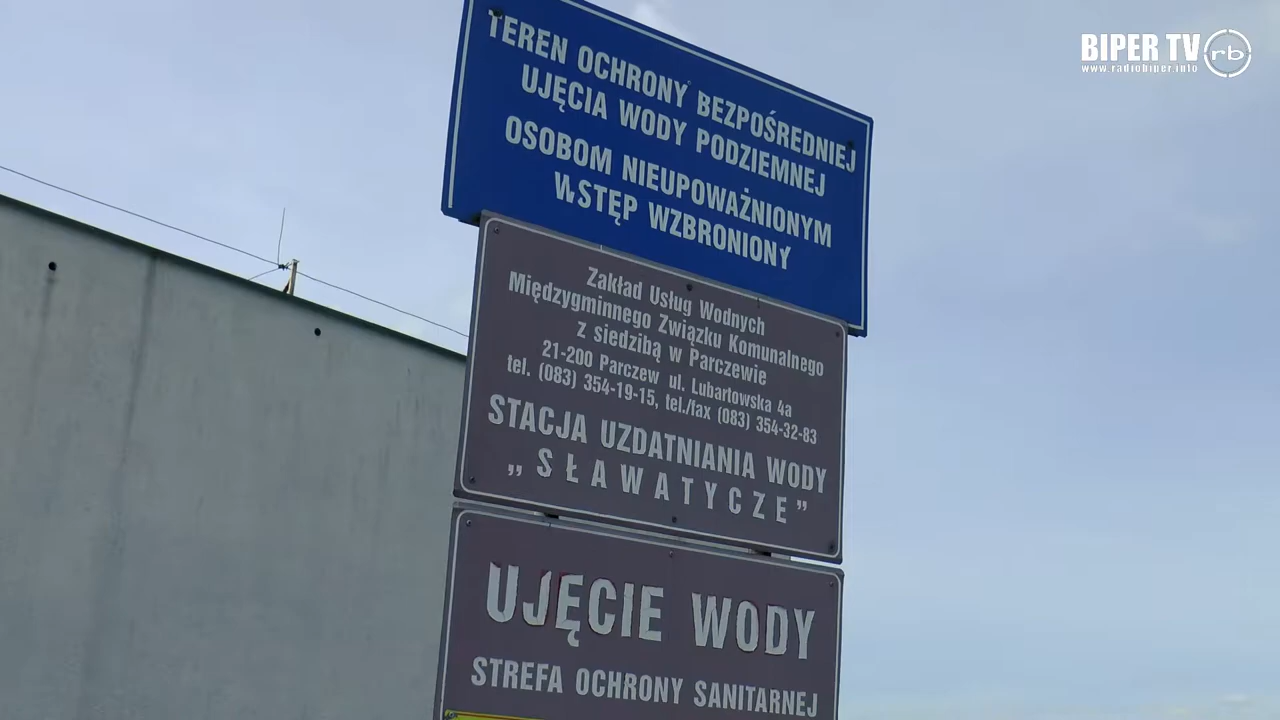 BIPER TV rb
www.radiobiper.info
TEREN OCHRONY BEZPOŚREDNIEJ
UJĘCIA WODY PODZIEMNEJ
OSOBOM NIEUPOWAŻNIONYM
WSTĘP WZBRONIONY
Zakład Usług Wodnych
Międzygminnego Związku Komunalnego
z siedzibą w Parczewie
21-200 Parczew ul. Lubartowska 4a
tel. (083) 354-19-15, tel./fax (083) 354-32-83
STACJA UZDATNIANIA WODY
„SŁAWATYCZE”
UJĘCIE WODY
STREFA OCHRONY SANITARNEJ